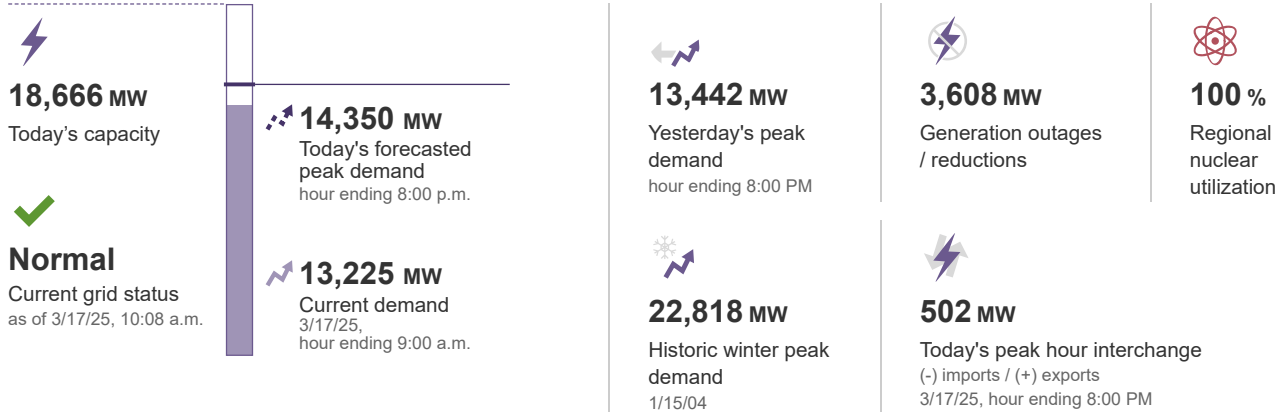 18,666 MW
Today's capacity
Normal
Current grid status
as of 3/17/25, 10:08 a.m.
14,350 MW
Today's forecasted
peak demand
hour ending 8:00 p.m.
13,225 MW
Current demand
3/17/25,
hour ending 9:00 a.m.
13,442 MW
Yesterday's peak
demand
hour ending 8:00 PM
3,608 MW
Generation outages
/ reductions
100 %
Regional
nuclear
utilization
22,818 MW
Historic winter peak
demand
1/15/04
502 MW
Today's peak hour interchange
(-) imports / (+) exports
3/17/25, hour ending 8:00 PM